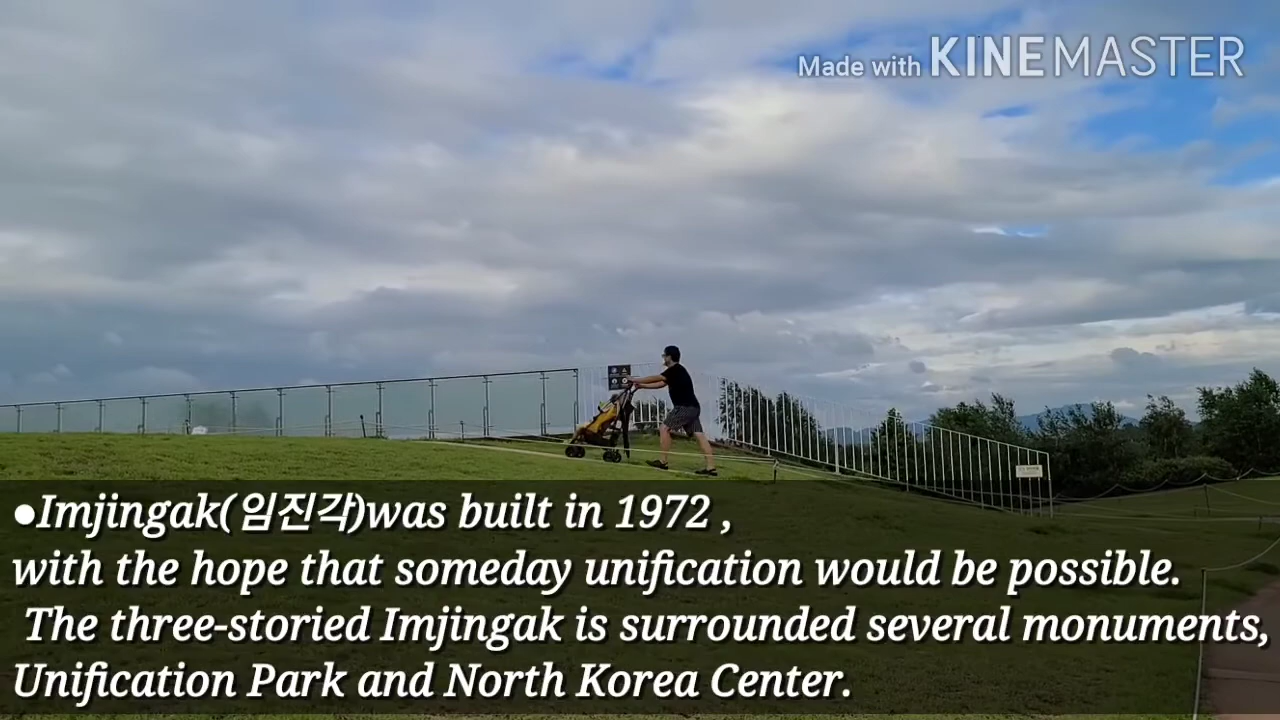 Made with KINEMASTER
●Imjingak(임진각)was built in 1972 ,
with the hope that someday unification would be possible.
The three-storied Imjingak is surrounded several monuments,
Unification Park and North Korea Center.